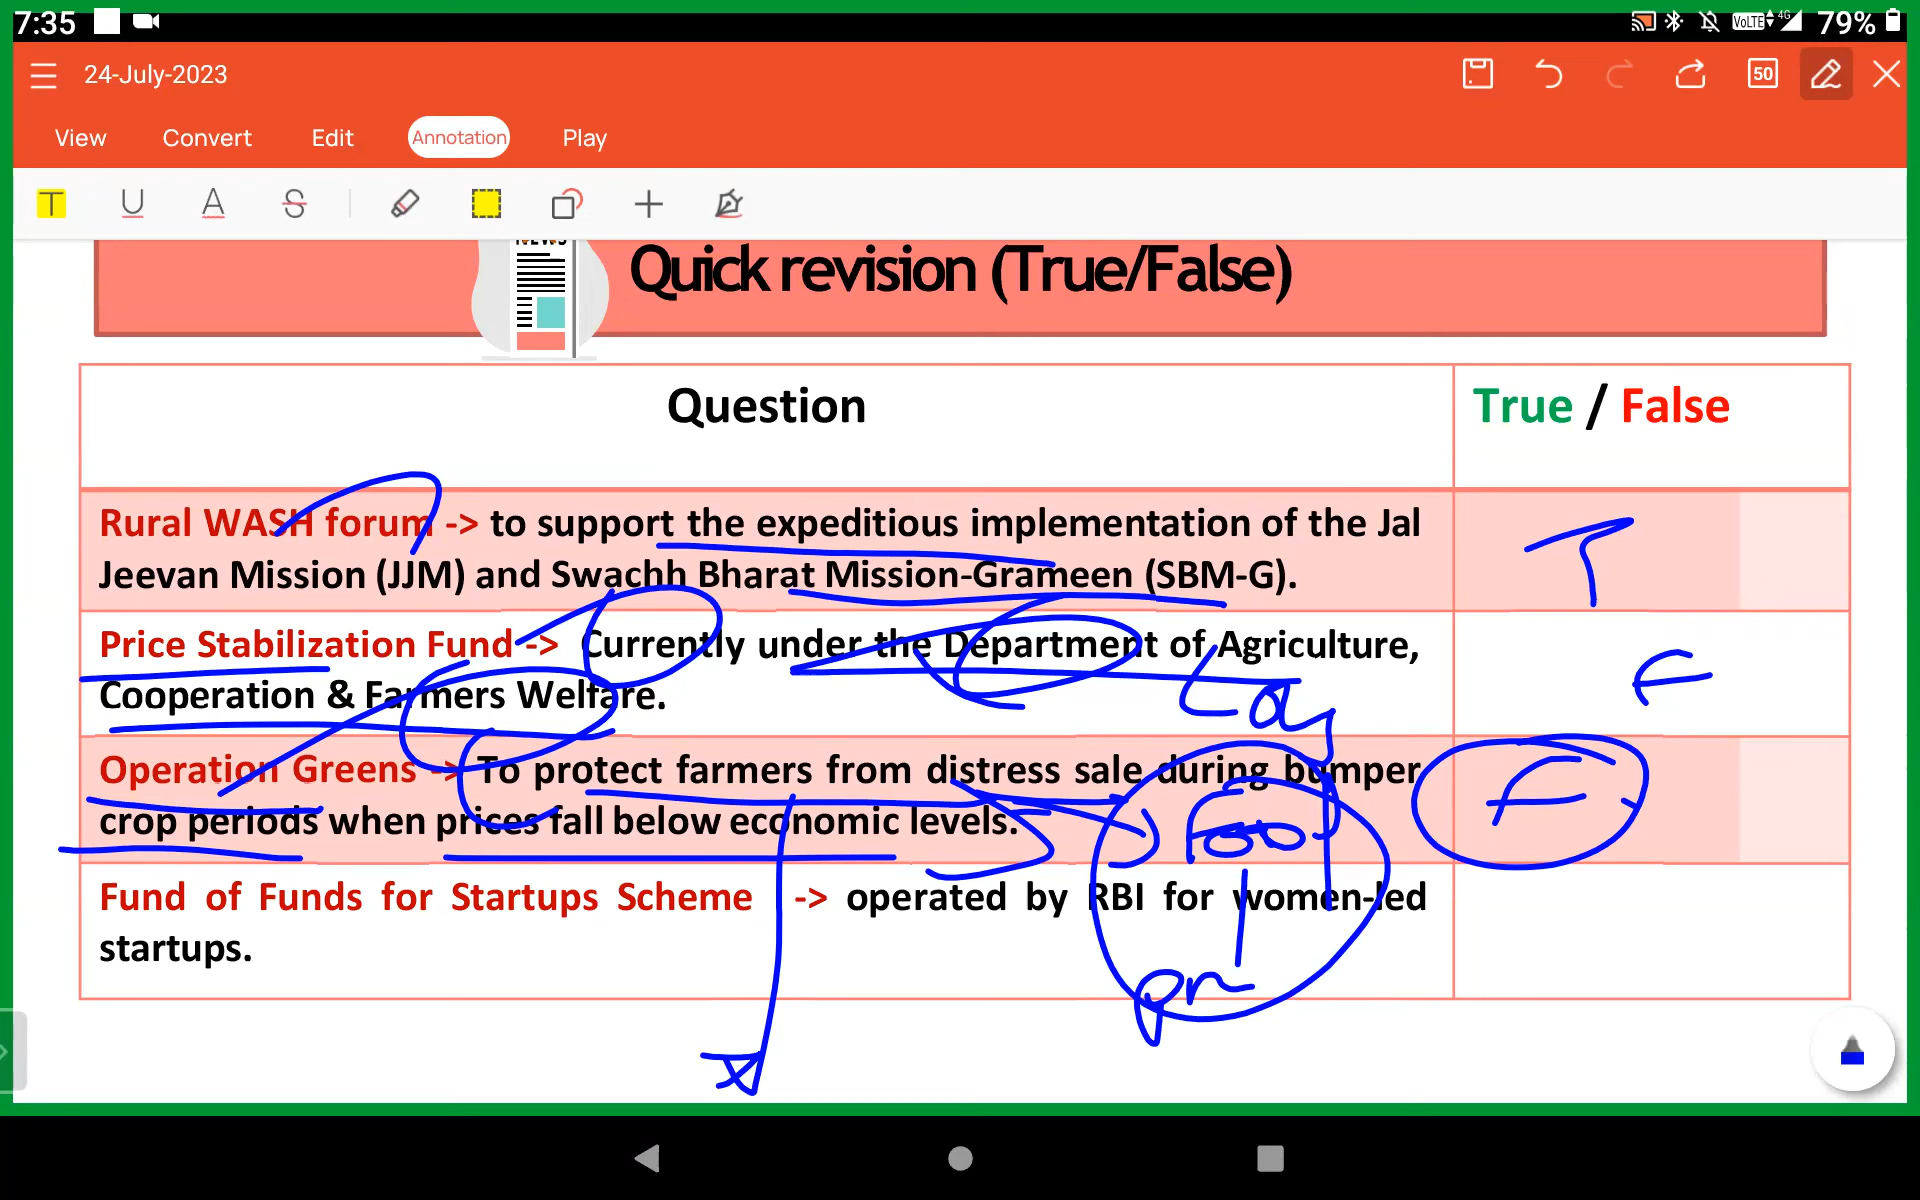 7:35
VoLTE 4G 79%
24-July-2023
50
View Convert Edit Annotation Play
T U A S
NEWS
Quick revision (True/False)
Question
True / False
Rural WASH forum -> to support the expeditious implementation of the Jal
Jeevan Mission (JJM) and Swachh Bharat Mission-Grameen (SBM-G).
T
Price Stabilization Fund -> Currently under the Department of Agriculture,
Cooperation & Farmers Welfare.
F
Operation Greens -> To protect farmers from distress sale during bumper
crop periods when prices fall below economic levels.
F
Fund of Funds for Startups Scheme -> operated by RBI for women-led
startups.